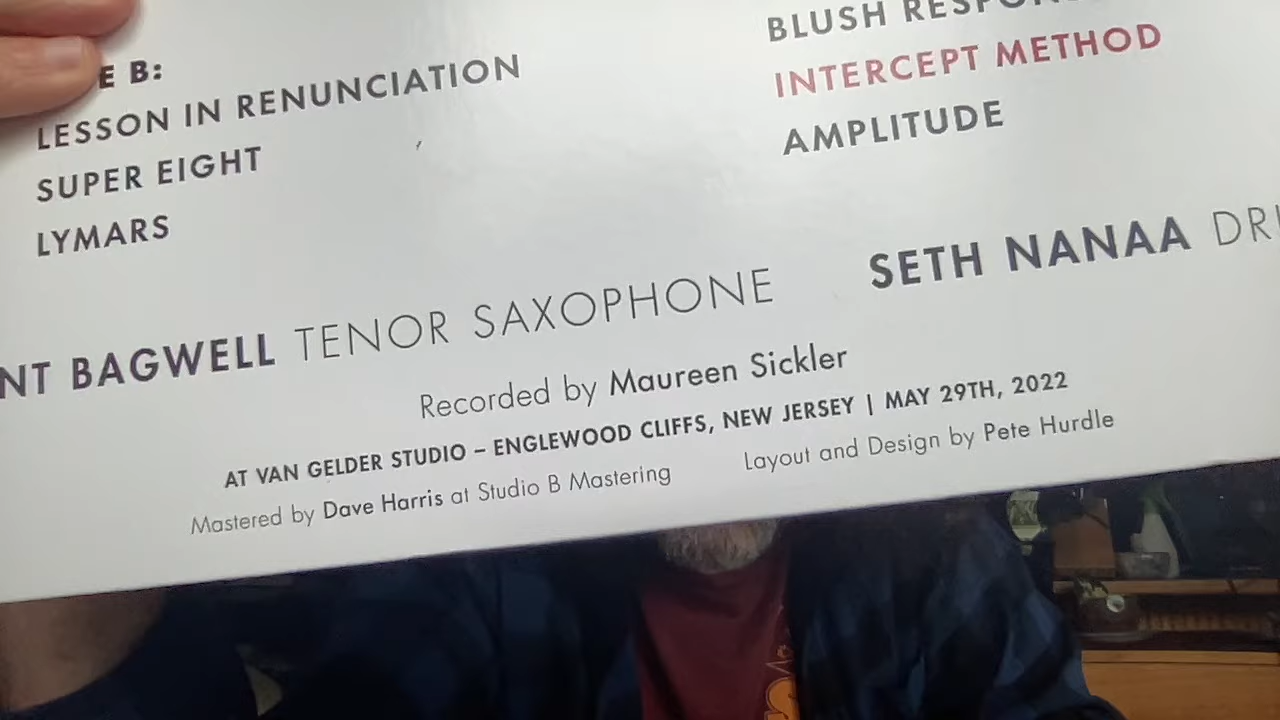 E B:
LESSON IN RENUNCIATION
SUPER EIGHT
LYMARS
BLUSH
INTERCEPT METHOD
AMPLITUDE
NT BAGWELL TENOR SAXOPHONE
SETH NANAA DRU
Recorded by Maureen Sickler
AT VAN GELDER STUDIO – ENGLEWOOD CLIFFS, NEW JERSEY | MAY 29TH, 2022
Mastered by Dave Harris at Studio B Mastering
Layout and Design by Pete Hurdle